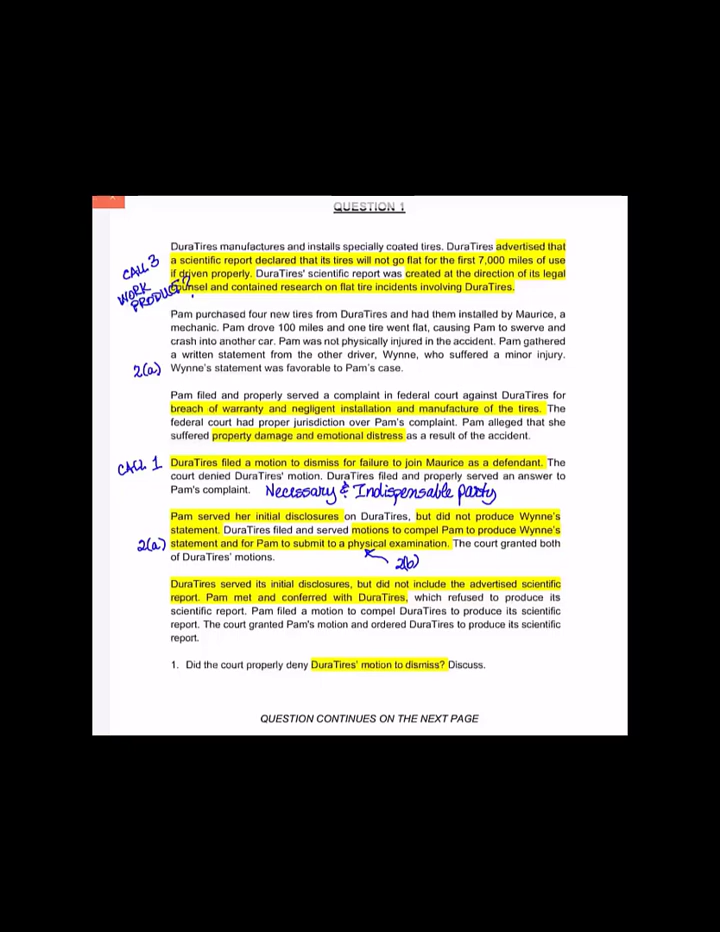 QUESTION 1
DuraTires manufactures and installs specially coated tires. DuraTires advertised that
a scientific report declared that its tires will not go flat for the first 7,000 miles of use
if driven properly. DuraTires' scientific report was created at the direction of its legal
counsel and contained research on flat tire incidents involving DuraTires.
CALL 3
WORK
PRODUCT?
Pam purchased four new tires from DuraTires and had them installed by Maurice, a
mechanic. Pam drove 100 miles and one tire went flat, causing Pam to swerve and
crash into another car. Pam was not physically injured in the accident. Pam gathered
a written statement from the other driver, Wynne, who suffered a minor injury.
2(a) Wynne's statement was favorable to Pam's case.
Pam filed and properly served a complaint in federal court against DuraTires for
breach of warranty and negligent installation and manufacture of the tires. The
federal court had proper jurisdiction over Pam's complaint. Pam alleged that she
suffered property damage and emotional distress as a result of the accident.
CALL 1 DuraTires filed a motion to dismiss for failure to join Maurice as a defendant. The
court denied DuraTires' motion. DuraTires filed and properly served an answer to
Pam's complaint. Necessary & Indispensable party
Pam served her initial disclosures on DuraTires, but did not produce Wynne's
statement. DuraTires filed and served motions to compel Pam to produce Wynne's
2(a) statement and for Pam to submit to a physical examination. The court granted both
of DuraTires' motions. 2(b)
DuraTires served its initial disclosures, but did not include the advertised scientific
report. Pam met and conferred with DuraTires, which refused to produce its
scientific report. Pam filed a motion to compel DuraTires to produce its scientific
report. The court granted Pam's motion and ordered DuraTires to produce its scientific
report.
1. Did the court properly deny DuraTires' motion to dismiss? Discuss.
QUESTION CONTINUES ON THE NEXT PAGE